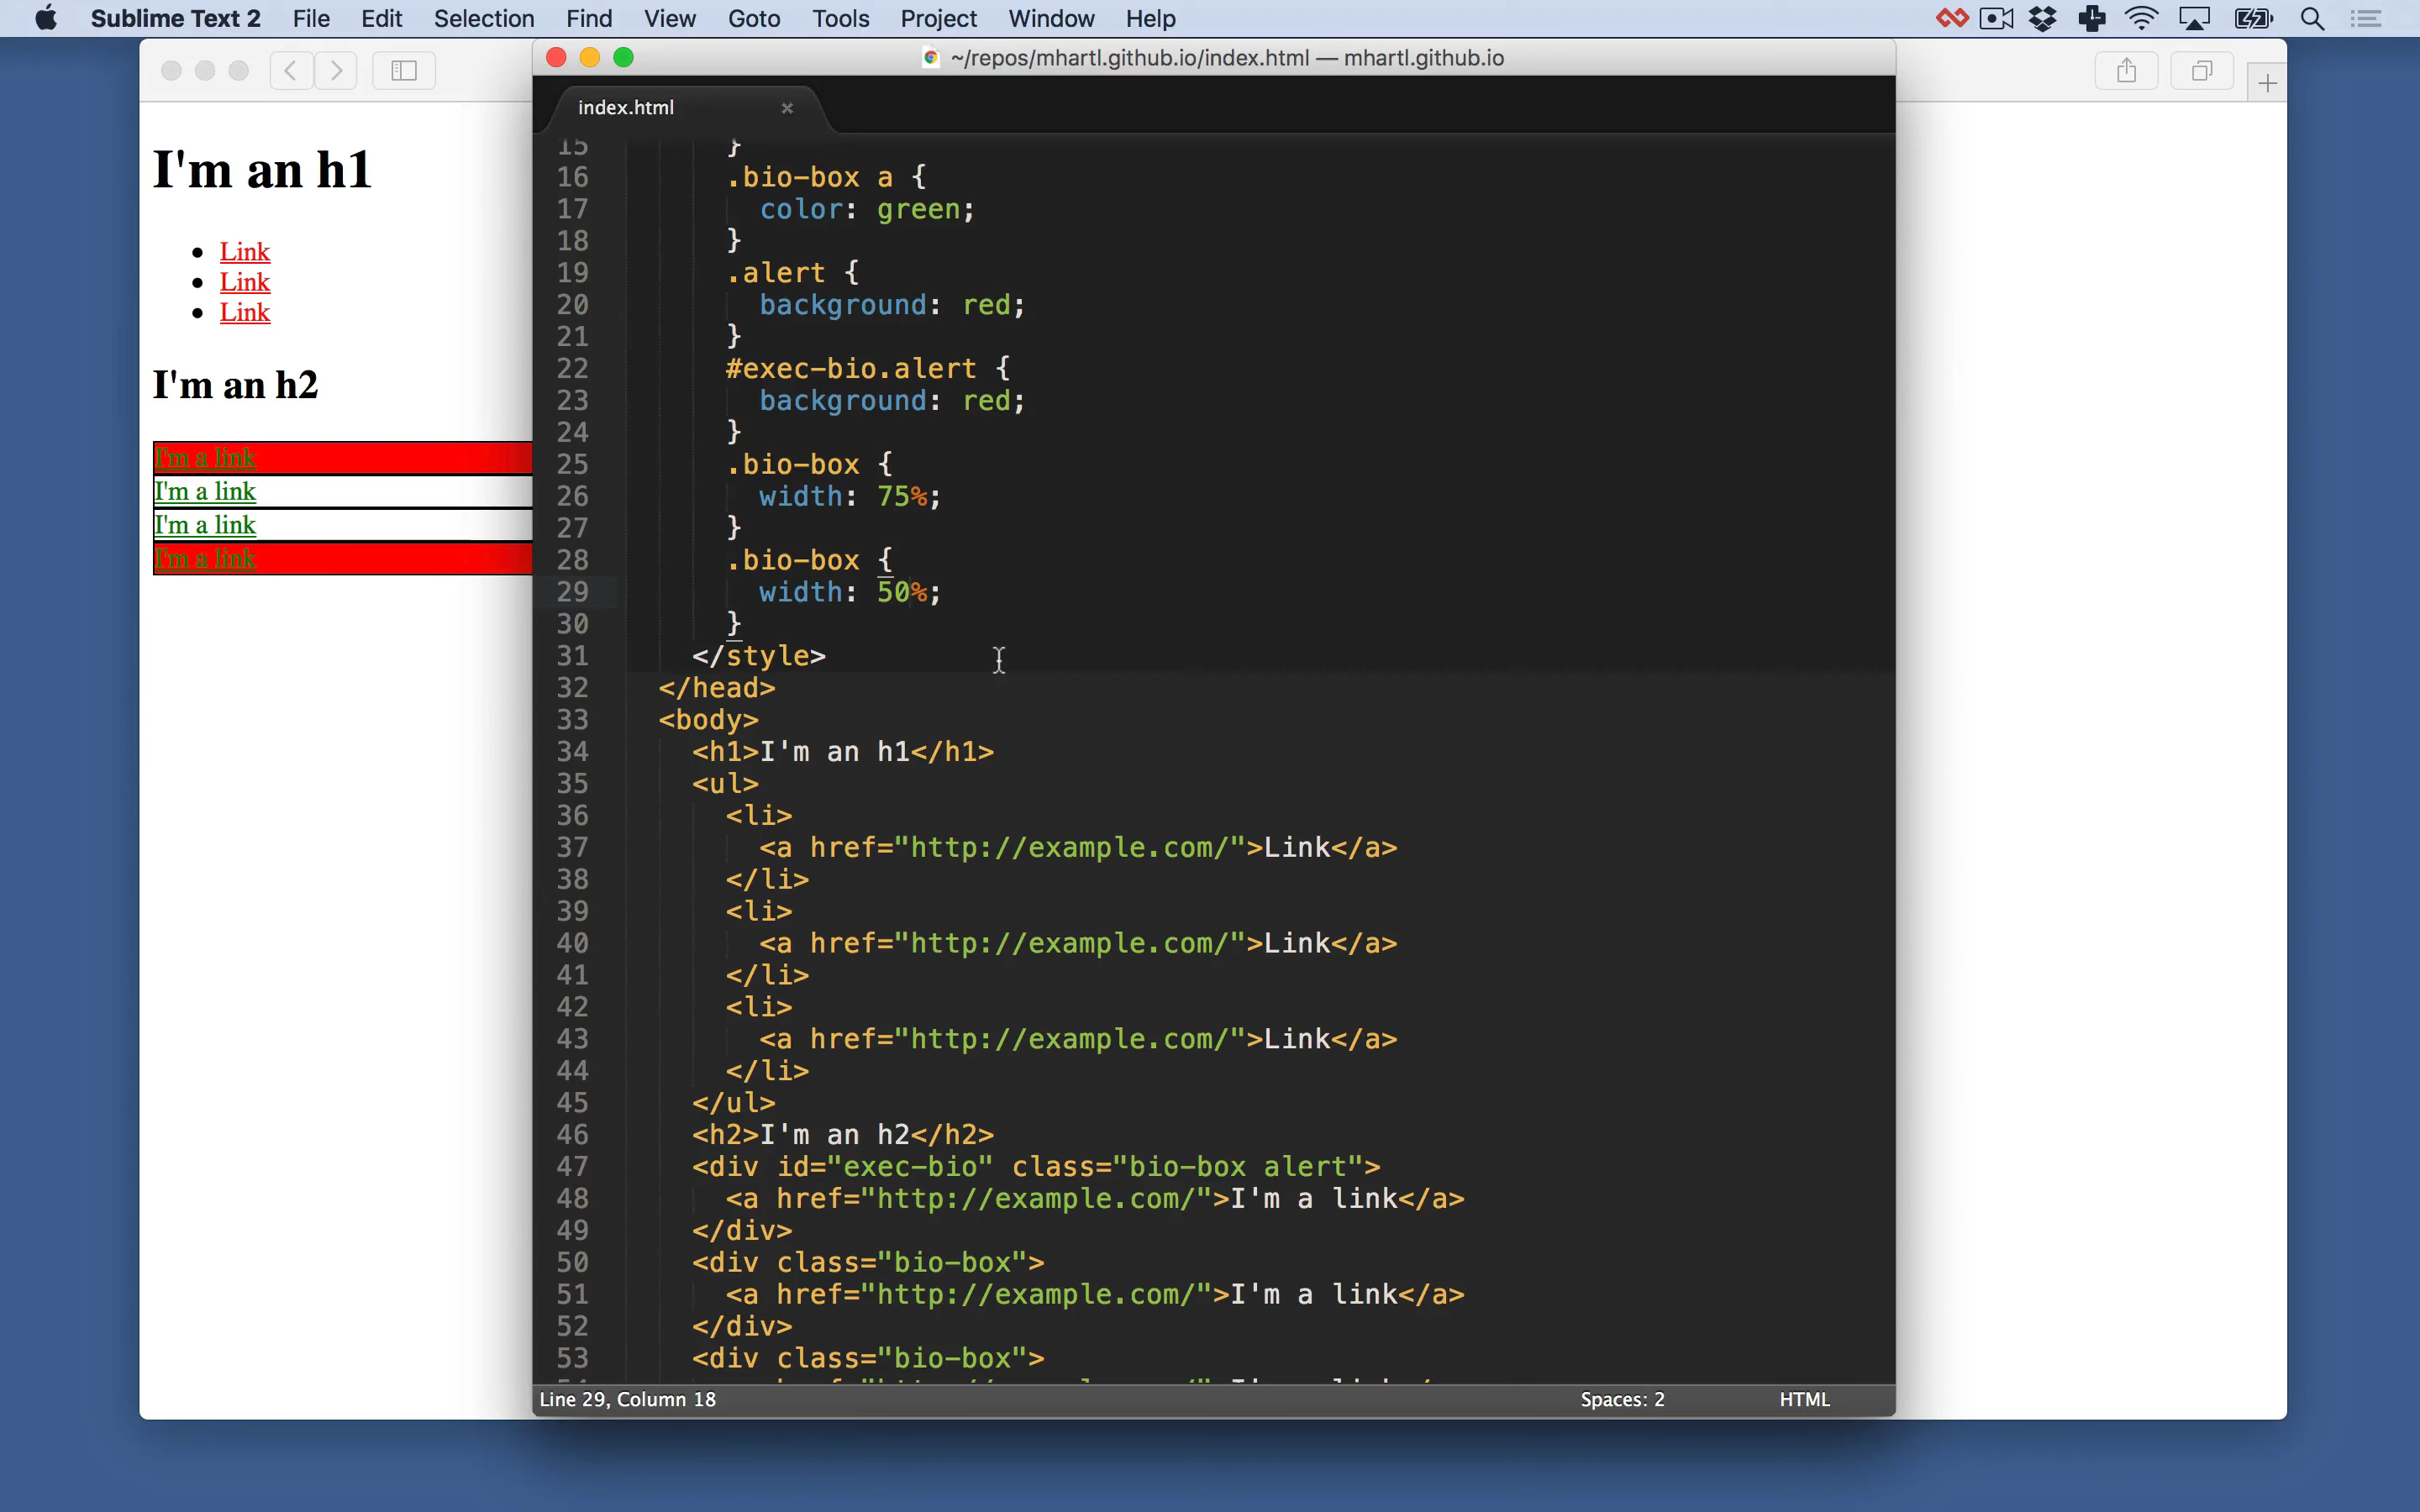 Sublime Text 2 File Edit Selection Find View Goto Tools Project Window Help
~/repos/mhartl.github.io/index.html — mhartl.github.io
index.html
I'm an h1
Link
Link
Link
I'm an h2
I'm a link
I'm a link
I'm a link
I'm a link
15 }
16 .bio-box a {
17 color: green;
18 }
19 .alert {
20 background: red;
21 }
22 #exec-bio.alert {
23 background: red;
24 }
25 .bio-box {
26 width: 75%;
27 }
28 .bio-box {
29 width: 50%;
30 }
31 </style>
32 </head>
33 <body>
34 <h1>I'm an h1</h1>
35 <ul>
36 <li>
37 <a href="http://example.com/">Link</a>
38 </li>
39 <li>
40 <a href="http://example.com/">Link</a>
41 </li>
42 <li>
43 <a href="http://example.com/">Link</a>
44 </li>
45 </ul>
46 <h2>I'm an h2</h2>
47 <div id="exec-bio" class="bio-box alert">
48 <a href="http://example.com/">I'm a link</a>
49 </div>
50 <div class="bio-box">
51 <a href="http://example.com/">I'm a link</a>
52 </div>
53 <div class="bio-box">
Line 29, Column 18 Spaces: 2 HTML